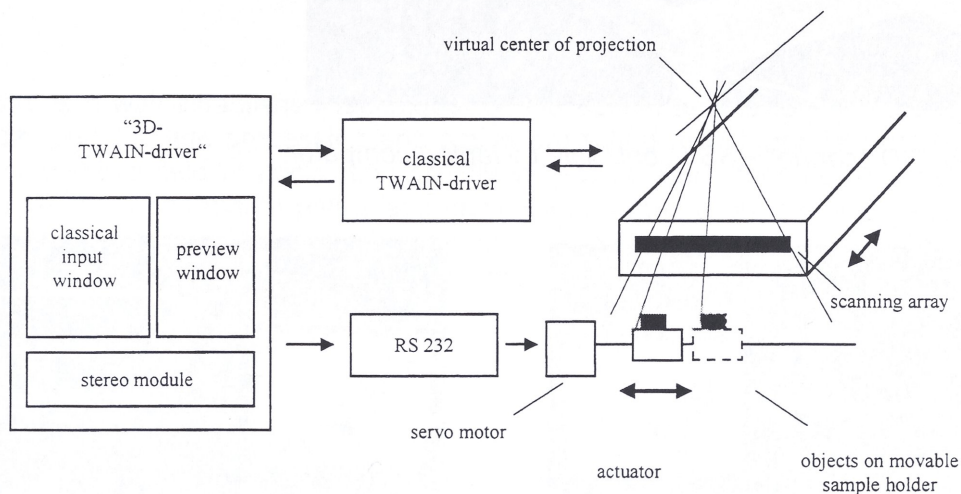 virtual center of projection
“3D-
TWAIN-driver“
classical
TWAIN-driver
classical
input
window
preview
window
scanning array
RS 232
stereo module
servo motor
actuator
objects on movable
sample holder